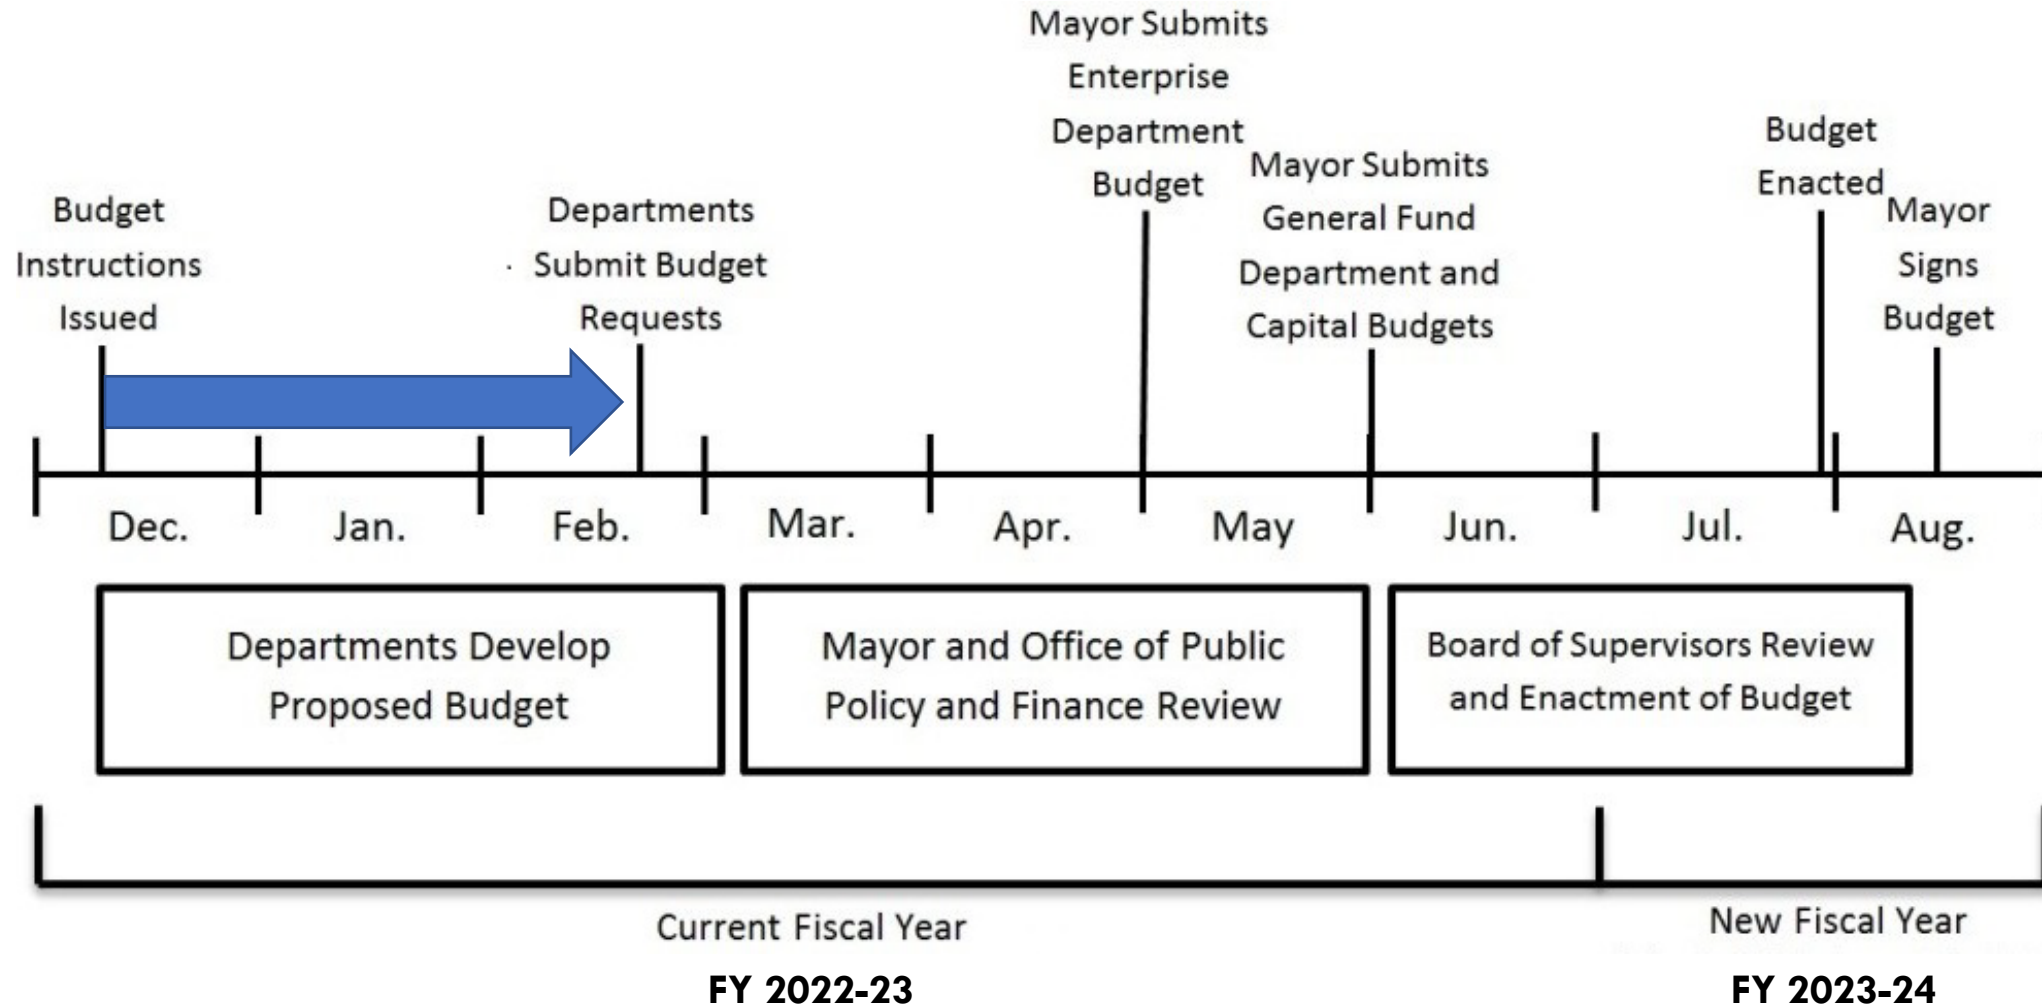 Mayor Submits
Enterprise
Department
Budget
Mayor Submits
General Fund
Department and
Capital Budgets
Budget
Enacted
Mayor
Signs
Budget
Budget
Instructions
Issued
Departments
Submit Budget
Requests
Dec.
Jan.
Feb.
Mar.
Apr.
May
Jun.
Jul.
Aug.
Departments Develop
Proposed Budget
Mayor and Office of Public
Policy and Finance Review
Board of Supervisors Review
and Enactment of Budget
Current Fiscal Year
FY 2022-23
New Fiscal Year
FY 2023-24